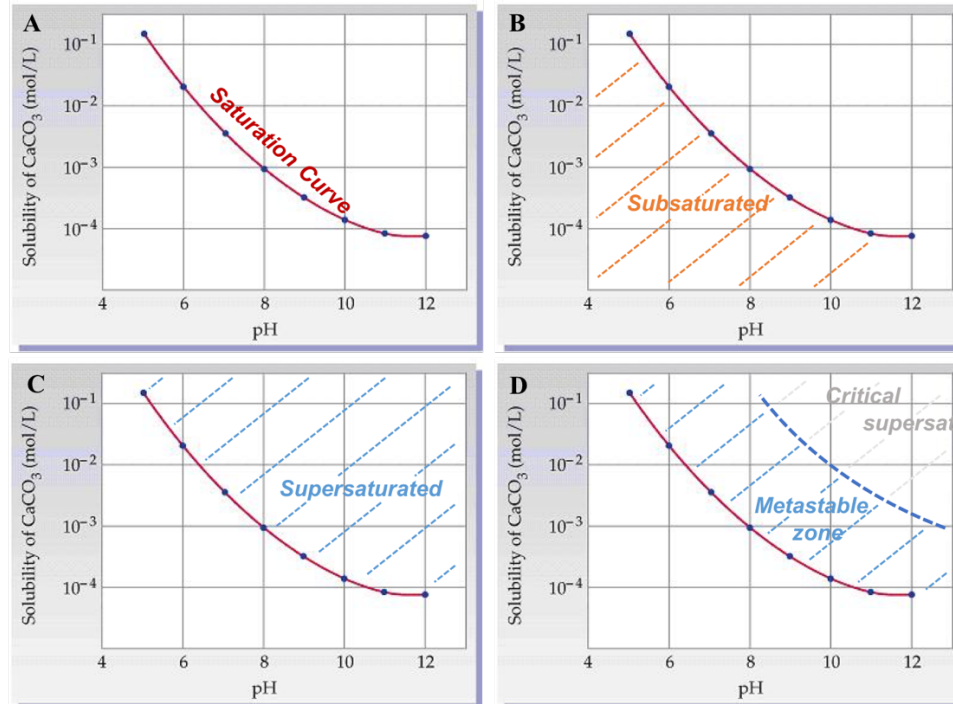 A
Solubility of CaCO3 (mol/L)
10⁻¹
10⁻²
10⁻³
10⁻⁴
Saturation Curve
4 6 8 10 12
pH
B
Solubility of CaCO3 (mol/L)
10⁻¹
10⁻²
10⁻³
10⁻⁴
Subsaturated
4 6 8 10 12
pH
C
Solubility of CaCO3 (mol/L)
10⁻¹
10⁻²
10⁻³
10⁻⁴
Supersaturated
4 6 8 10 12
pH
D
Solubility of CaCO3 (mol/L)
10⁻¹
10⁻²
10⁻³
10⁻⁴
Critical
supersat
Metastable
zone
4 6 8 10 12
pH